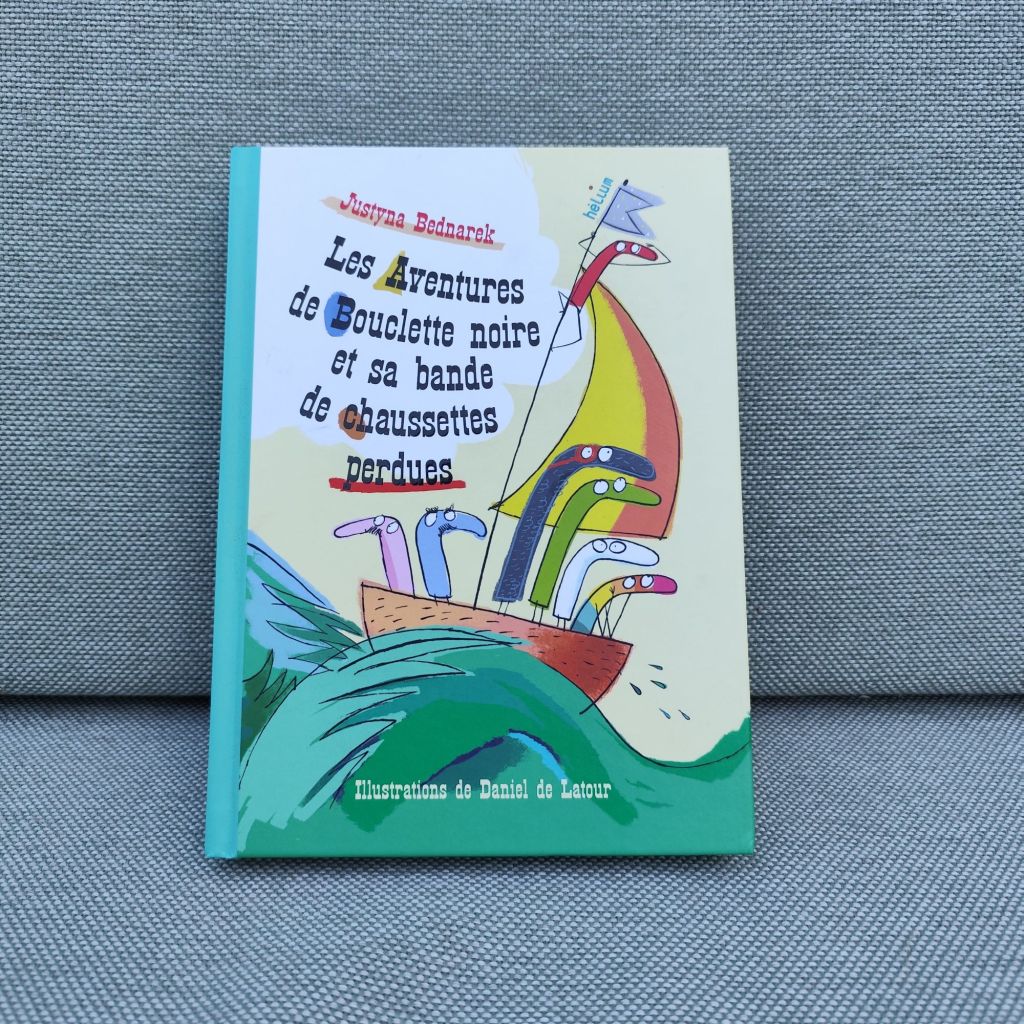 héLium
Justyna Bednarek
Les Aventures
de Bouclette noire
et sa bande
de chaussettes
perdues
Illustrations de Daniel de Latour